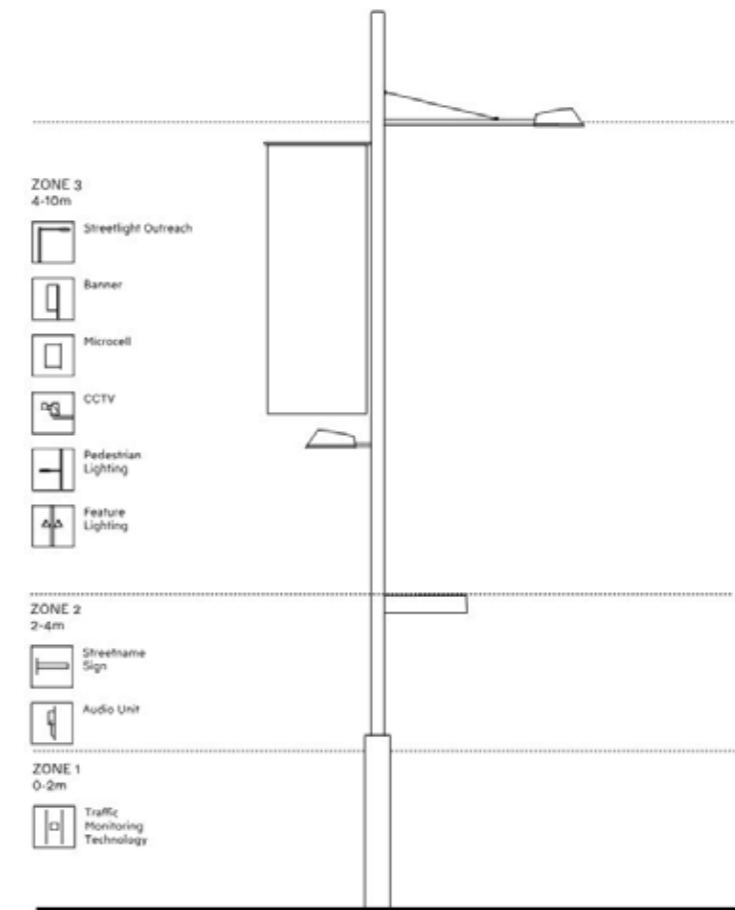 ZONE 3
4-10m
Streetlight Outreach
Banner
Microcell
CCTV
Pedestrian
Lighting
Feature
Lighting
ZONE 2
2-4m
Streetname
Sign
Audio Unit
ZONE 1
0-2m
Traffic
Monitoring
Technology